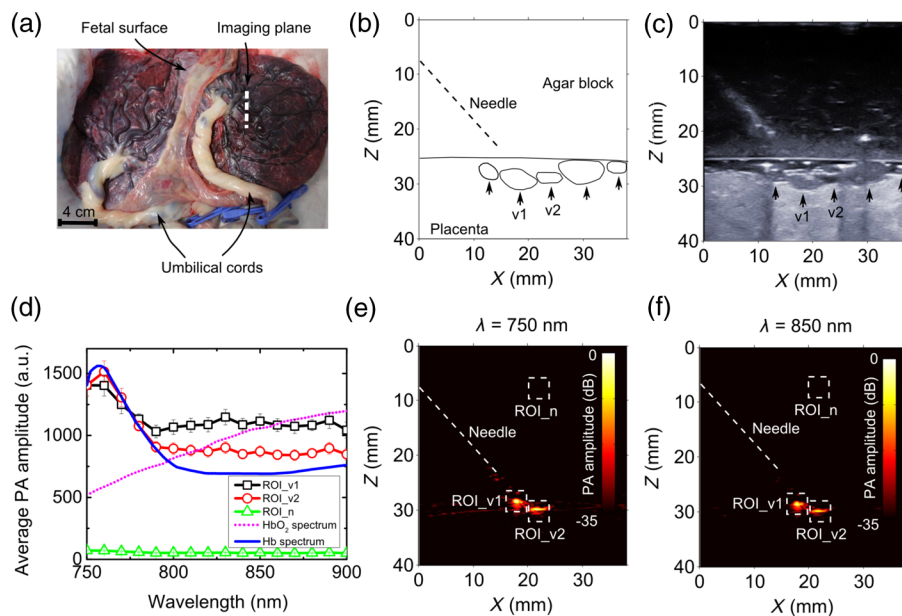 (a)
Fetal surface
Imaging plane
4 cm
Umbilical cords
(b)
0
10
20
30
40
Z (mm)
Needle
Agar block
v1
v2
Placenta
0
10
20
30
X (mm)
(c)
0
10
20
30
40
Z (mm)
v1
v2
0
10
20
30
X (mm)
(d)
1500
1000
500
0
Average PA amplitude (a.u.)
ROI_v1
ROI_v2
ROI_n
HbO2 spectrum
Hb spectrum
750
800
850
900
Wavelength (nm)
(e)
λ = 750 nm
0
10
20
30
40
Z (mm)
ROI_n
Needle
ROI_v1
ROI_v2
0
PA amplitude (dB)
-35
0
10
20
30
X (mm)
(f)
λ = 850 nm
0
10
20
30
40
Z (mm)
ROI_n
Needle
ROI_v1
ROI_v2
0
PA amplitude (dB)
-35
0
10
20
30
X (mm)